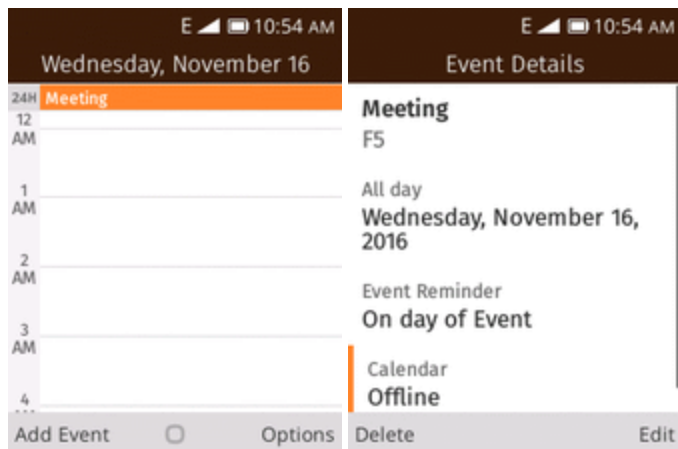 E 10:54 AM
Wednesday, November 16
24H Meeting
12
AM
1
AM
2
AM
3
AM
4
Add Event Options
E 10:54 AM
Event Details
Meeting
F5
All day
Wednesday, November 16,
2016
Event Reminder
On day of Event
Calendar
Offline
Delete Edit